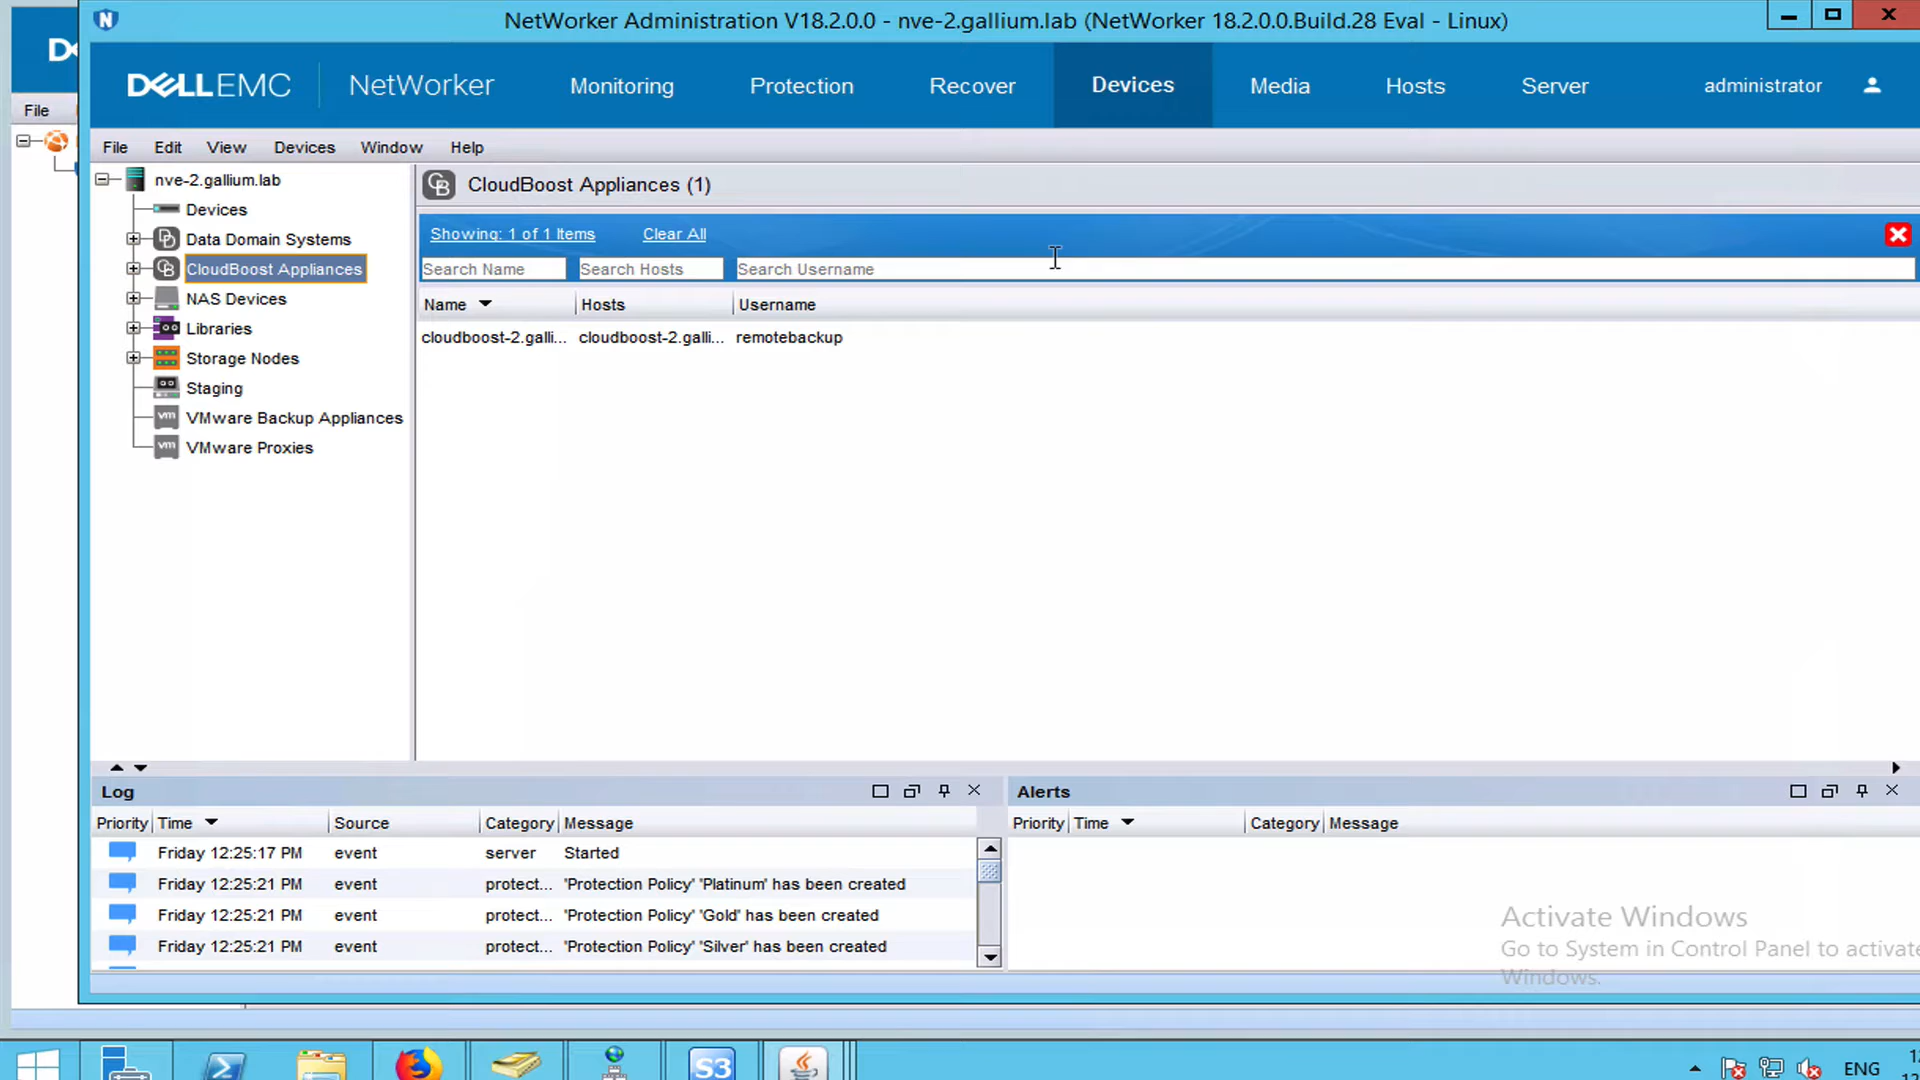 NetWorker Administration V18.2.0.0 - nve-2.gallium.lab (NetWorker 18.2.0.0.Build.28 Eval - Linux)
DELLEMC NetWorker Monitoring Protection Recover Devices Media Hosts Server administrator
File
File Edit View Devices Window Help
nve-2.gallium.lab
Devices
Data Domain Systems
CloudBoost Appliances
NAS Devices
Libraries
Storage Nodes
Staging
VMware Backup Appliances
VMware Proxies
CloudBoost Appliances (1)
Showing: 1 of 1 Items Clear All
Search Name Search Hosts Search Username
Name Hosts Username
cloudboost-2.galli... cloudboost-2.galli... remotebackup
Log
Priority Time Source Category Message
Friday 12:25:17 PM event server Started
Friday 12:25:21 PM event protect... 'Protection Policy' 'Platinum' has been created
Friday 12:25:21 PM event protect... 'Protection Policy' 'Gold' has been created
Friday 12:25:21 PM event protect... 'Protection Policy' 'Silver' has been created
Alerts
Priority Time Category Message
Activate Windows
Go to System in Control Panel to activate
Windows.
S3
ENG